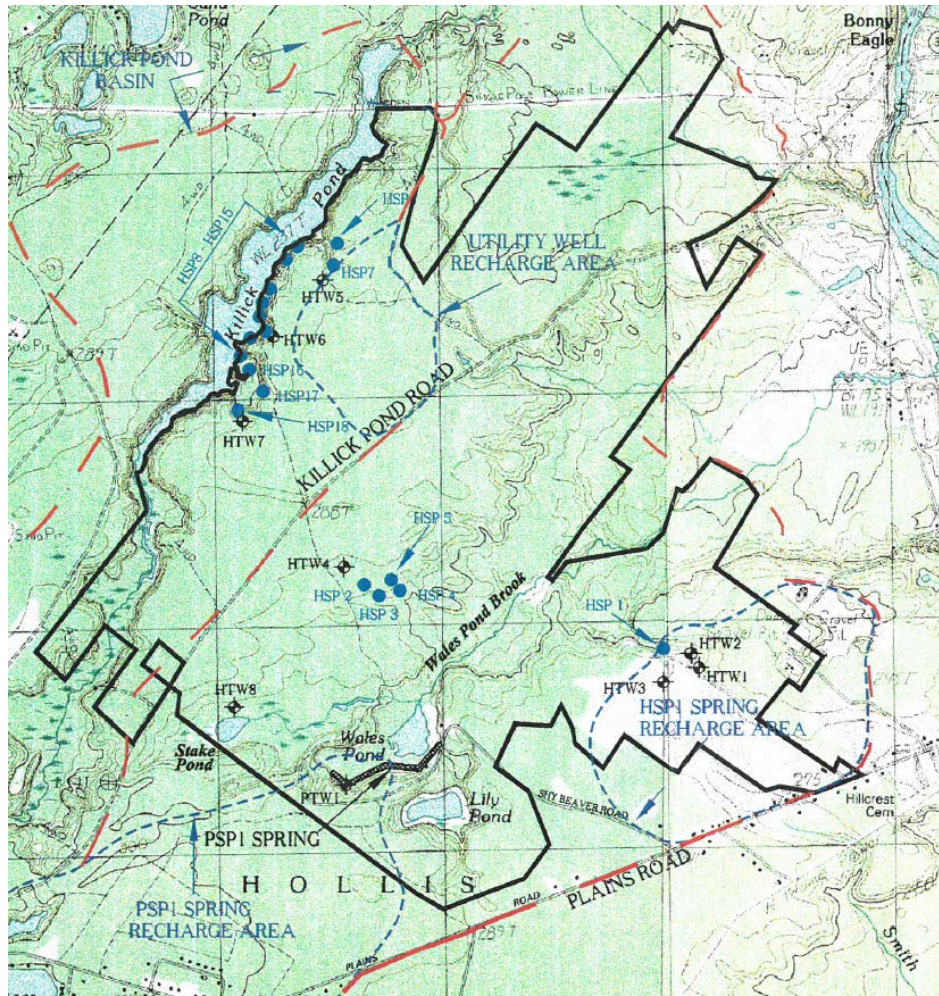 Pond
Bonny
Eagle
KILLICK POND
BASIN
Pond
HSP15
HSP
UTILITY WELL
RECHARGE AREA
HSP7
HSP8
HTW5
Killick
HTW6
HSP16
HSP17
HSP18
HTW7
KILLICK POND ROAD
HSP 5
HTW4
HSP 2
HSP 4
HSP 3
HSP 1
Wales Pond Brook
HTW2
HTW1
HTW3
HSP1 SPRING
RECHARGE AREA
HTW8
Wales
Pond
Stake
Pond
225
PTW1
SHY BEAVER ROAD
Hillcrest
Cem
Lily
Pond
PSP1 SPRING
PLAINS ROAD
HOLLIS
ROAD
PSP1 SPRING
RECHARGE AREA
PLAINS
Smith